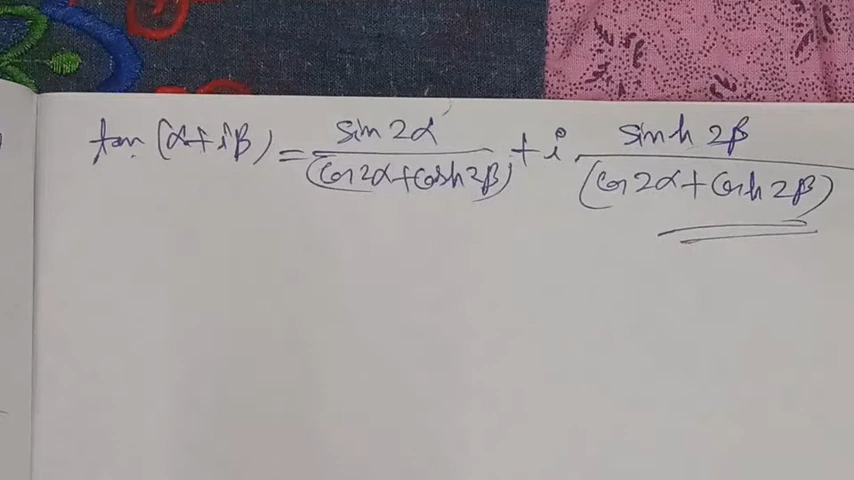 tan (α+iβ) = sin 2α / (cos 2α + cosh 2β) + i sinh 2β / (cos 2α + cosh 2β)